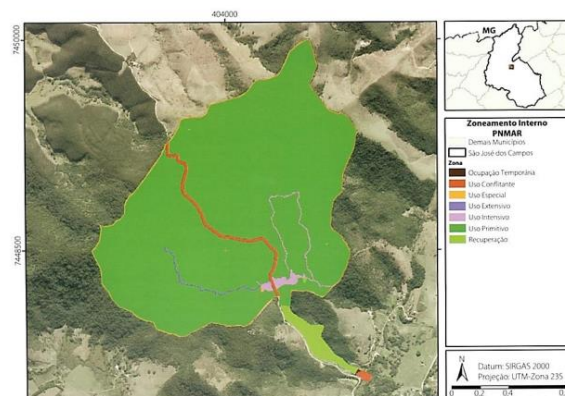 404000
7450000
7448500
MG
Zoneamento Interno
PNMAR
Demais Municípios
São José dos Campos
Zona
Ocupação Temporária
Uso Conflitante
Uso Especial
Uso Extensivo
Uso Intensivo
Uso Primitivo
Recuperação
N
Datum: SIRGAS 2000
Projeção: UTM-Zona 23S
0 0,2 0,4